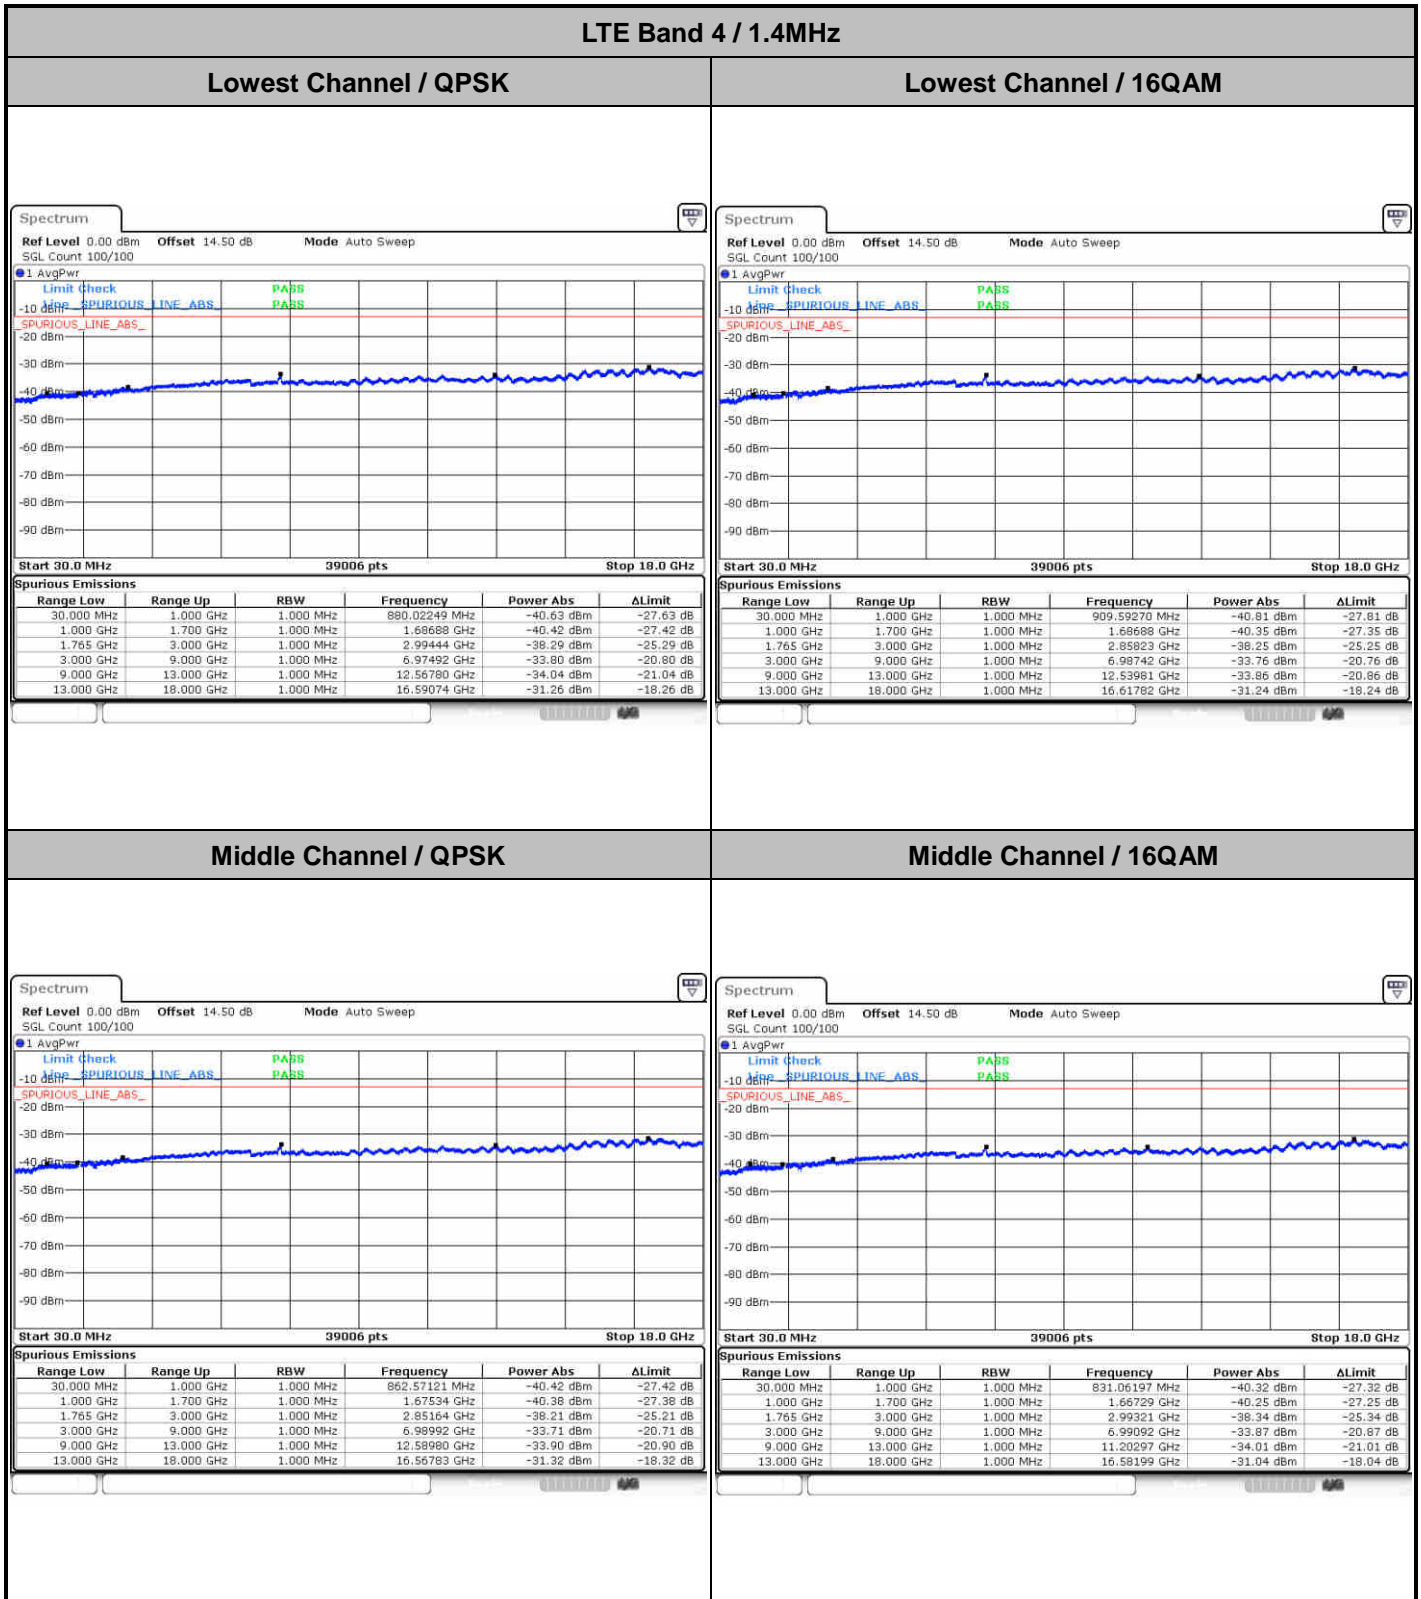 LTE Band 4 / 1.4MHz
Lowest Channel / QPSK
Lowest Channel / 16QAM
Spectrum
Ref Level 0.00 dBm Offset 14.50 dB Mode Auto Sweep
SGL Count 100/100
1 AvgPwr
Limit Check PASS
Line _SPURIOUS_LINE_ABS_ PASS
-10 dBm
_SPURIOUS_LINE_ABS_
-20 dBm
-30 dBm
-40 dBm
-50 dBm
-60 dBm
-70 dBm
-80 dBm
-90 dBm
Start 30.0 MHz 39006 pts Stop 18.0 GHz
Spurious Emissions
Range Low Range Up RBW Frequency Power Abs ΔLimit
30.000 MHz 1.000 GHz 1.000 MHz 880.02249 MHz -40.63 dBm -27.63 dB
1.000 GHz 1.700 GHz 1.000 MHz 1.68688 GHz -40.42 dBm -27.42 dB
1.765 GHz 3.000 GHz 1.000 MHz 2.99444 GHz -38.29 dBm -25.29 dB
3.000 GHz 9.000 GHz 1.000 MHz 6.97492 GHz -33.80 dBm -20.80 dB
9.000 GHz 13.000 GHz 1.000 MHz 12.56780 GHz -34.04 dBm -21.04 dB
13.000 GHz 18.000 GHz 1.000 MHz 16.59074 GHz -31.26 dBm -18.26 dB
Spectrum
Ref Level 0.00 dBm Offset 14.50 dB Mode Auto Sweep
SGL Count 100/100
1 AvgPwr
Limit Check PASS
Line _SPURIOUS_LINE_ABS_ PASS
-10 dBm
_SPURIOUS_LINE_ABS_
-20 dBm
-30 dBm
-40 dBm
-50 dBm
-60 dBm
-70 dBm
-80 dBm
-90 dBm
Start 30.0 MHz 39006 pts Stop 18.0 GHz
Spurious Emissions
Range Low Range Up RBW Frequency Power Abs ΔLimit
30.000 MHz 1.000 GHz 1.000 MHz 909.59270 MHz -40.81 dBm -27.81 dB
1.000 GHz 1.700 GHz 1.000 MHz 1.68688 GHz -40.35 dBm -27.35 dB
1.765 GHz 3.000 GHz 1.000 MHz 2.85823 GHz -38.25 dBm -25.25 dB
3.000 GHz 9.000 GHz 1.000 MHz 6.98742 GHz -33.76 dBm -20.76 dB
9.000 GHz 13.000 GHz 1.000 MHz 12.53981 GHz -33.86 dBm -20.86 dB
13.000 GHz 18.000 GHz 1.000 MHz 16.61782 GHz -31.24 dBm -18.24 dB
Middle Channel / QPSK
Middle Channel / 16QAM
Spectrum
Ref Level 0.00 dBm Offset 14.50 dB Mode Auto Sweep
SGL Count 100/100
1 AvgPwr
Limit Check PASS
Line _SPURIOUS_LINE_ABS_ PASS
-10 dBm
_SPURIOUS_LINE_ABS_
-20 dBm
-30 dBm
-40 dBm
-50 dBm
-60 dBm
-70 dBm
-80 dBm
-90 dBm
Start 30.0 MHz 39006 pts Stop 18.0 GHz
Spurious Emissions
Range Low Range Up RBW Frequency Power Abs ΔLimit
30.000 MHz 1.000 GHz 1.000 MHz 862.57121 MHz -40.42 dBm -27.42 dB
1.000 GHz 1.700 GHz 1.000 MHz 1.67534 GHz -40.38 dBm -27.38 dB
1.765 GHz 3.000 GHz 1.000 MHz 2.85164 GHz -38.21 dBm -25.21 dB
3.000 GHz 9.000 GHz 1.000 MHz 6.98992 GHz -33.71 dBm -20.71 dB
9.000 GHz 13.000 GHz 1.000 MHz 12.58980 GHz -33.90 dBm -20.90 dB
13.000 GHz 18.000 GHz 1.000 MHz 16.56783 GHz -31.32 dBm -18.32 dB
Spectrum
Ref Level 0.00 dBm Offset 14.50 dB Mode Auto Sweep
SGL Count 100/100
1 AvgPwr
Limit Check PASS
Line _SPURIOUS_LINE_ABS_ PASS
-10 dBm
_SPURIOUS_LINE_ABS_
-20 dBm
-30 dBm
-40 dBm
-50 dBm
-60 dBm
-70 dBm
-80 dBm
-90 dBm
Start 30.0 MHz 39006 pts Stop 18.0 GHz
Spurious Emissions
Range Low Range Up RBW Frequency Power Abs ΔLimit
30.000 MHz 1.000 GHz 1.000 MHz 831.06197 MHz -40.32 dBm -27.32 dB
1.000 GHz 1.700 GHz 1.000 MHz 1.66729 GHz -40.25 dBm -27.25 dB
1.765 GHz 3.000 GHz 1.000 MHz 2.99321 GHz -38.34 dBm -25.34 dB
3.000 GHz 9.000 GHz 1.000 MHz 6.99092 GHz -33.87 dBm -20.87 dB
9.000 GHz 13.000 GHz 1.000 MHz 11.20297 GHz -34.01 dBm -21.01 dB
13.000 GHz 18.000 GHz 1.000 MHz 16.58199 GHz -31.04 dBm -18.04 dB